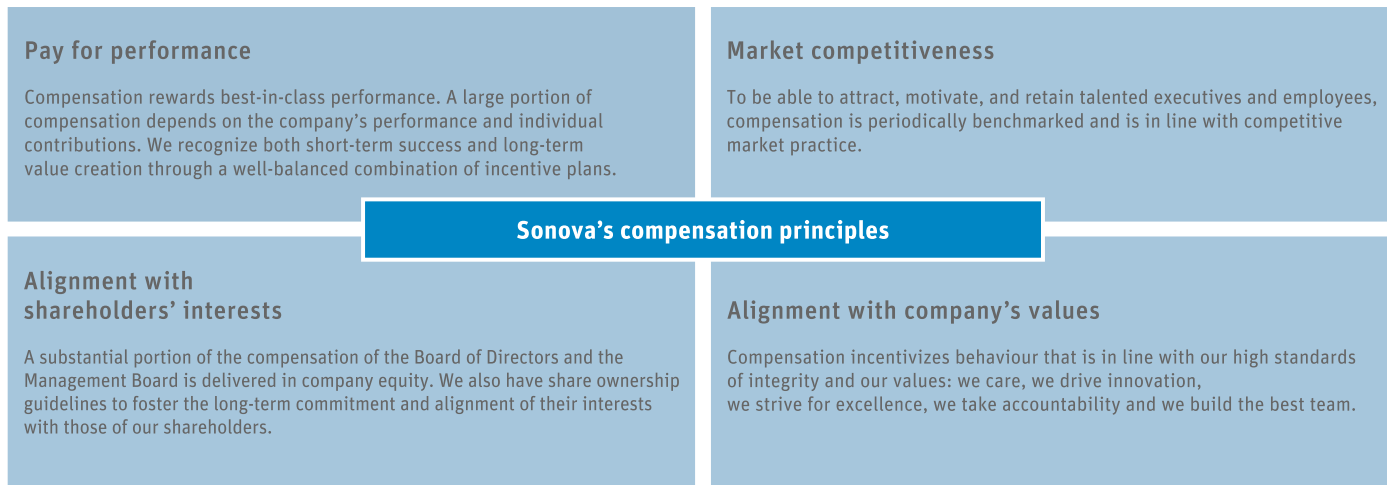 Pay for performance
Compensation rewards best-in-class performance. A large portion of
compensation depends on the company’s performance and individual
contributions. We recognize both short-term success and long-term
value creation through a well-balanced combination of incentive plans.
Market competitiveness
To be able to attract, motivate, and retain talented executives and employees,
compensation is periodically benchmarked and is in line with competitive
market practice.
Sonova’s compensation principles
Alignment with
shareholders’ interests
A substantial portion of the compensation of the Board of Directors and the
Management Board is delivered in company equity. We also have share ownership
guidelines to foster the long-term commitment and alignment of their interests
with those of our shareholders.
Alignment with company’s values
Compensation incentivizes behaviour that is in line with our high standards
of integrity and our values: we care, we drive innovation,
we strive for excellence, we take accountability and we build the best team.